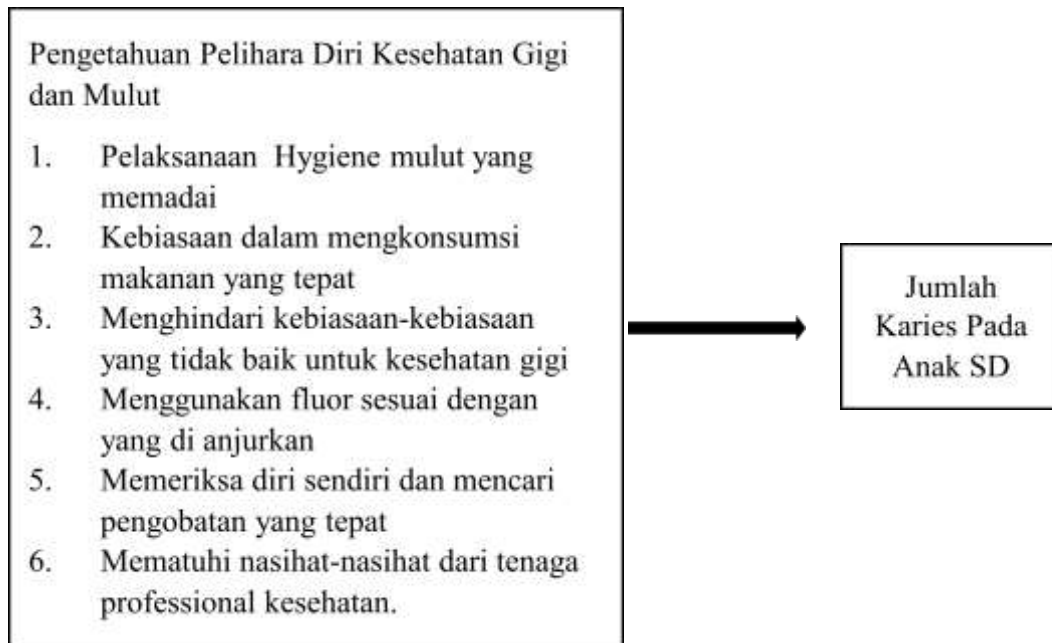 Pengetahuan Pelihara Diri Kesehatan Gigi
dan Mulut
1. Pelaksanaan Hygiene mulut yang
memadai
2. Kebiasaan dalam mengkonsumsi
makanan yang tepat
3. Menghindari kebiasaan-kebiasaan
yang tidak baik untuk kesehatan gigi
4. Menggunakan fluor sesuai dengan
yang di anjurkan
5. Memeriksa diri sendiri dan mencari
pengobatan yang tepat
6. Mematuhi nasihat-nasihat dari tenaga
professional kesehatan.
Jumlah
Karies Pada
Anak SD